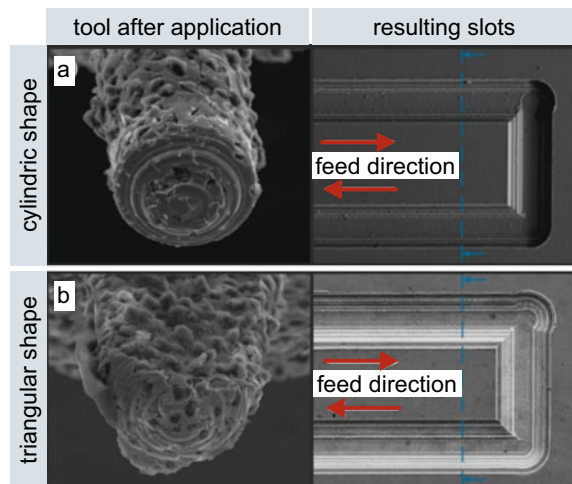 tool after application
resulting slots
cylindric shape
a
feed direction
triangular shape
b
feed direction